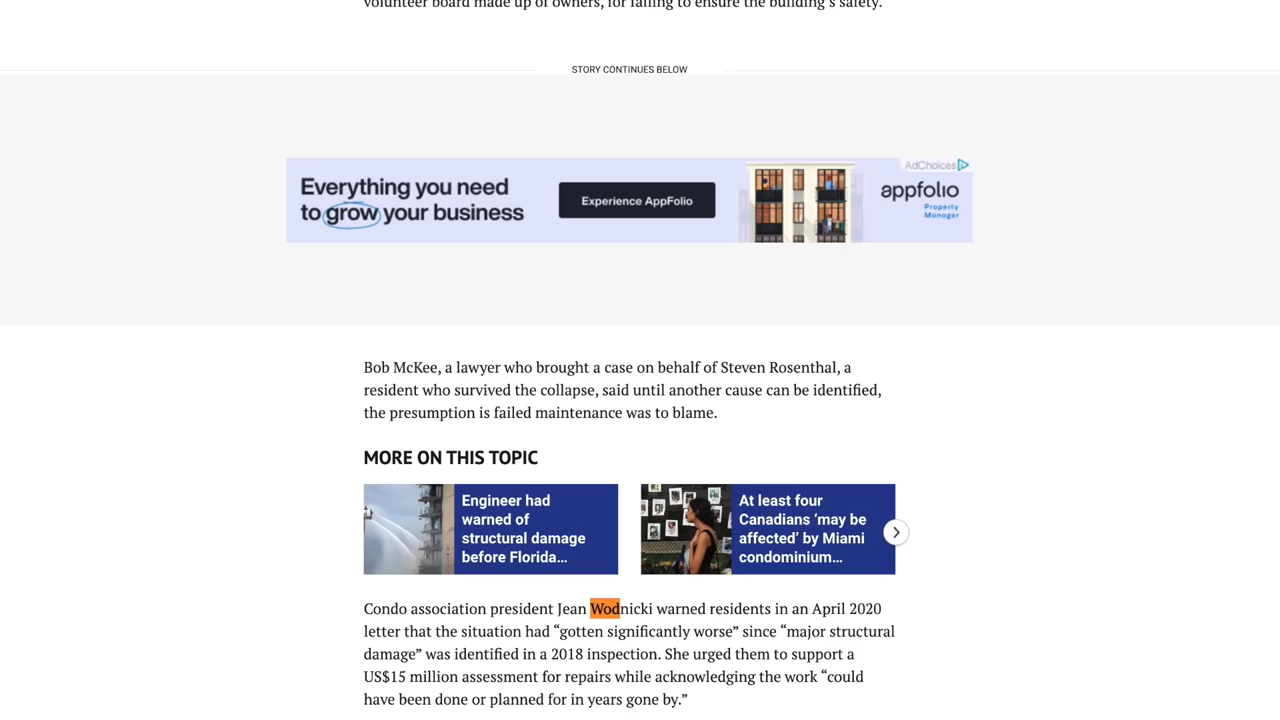 volunteer board made up of owners, for failing to ensure the building's safety.
STORY CONTINUES BELOW
AdChoices
Everything you need
to grow your business
Experience AppFolio
appfolio
Property
Manager
Bob McKee, a lawyer who brought a case on behalf of Steven Rosenthal, a
resident who survived the collapse, said until another cause can be identified,
the presumption is failed maintenance was to blame.
MORE ON THIS TOPIC
Engineer had
warned of
structural damage
before Florida...
At least four
Canadians ‘may be
affected’ by Miami
condominium...
Condo association president Jean Wodnicki warned residents in an April 2020
letter that the situation had “gotten significantly worse” since “major structural
damage” was identified in a 2018 inspection. She urged them to support a
US$15 million assessment for repairs while acknowledging the work “could
have been done or planned for in years gone by.”